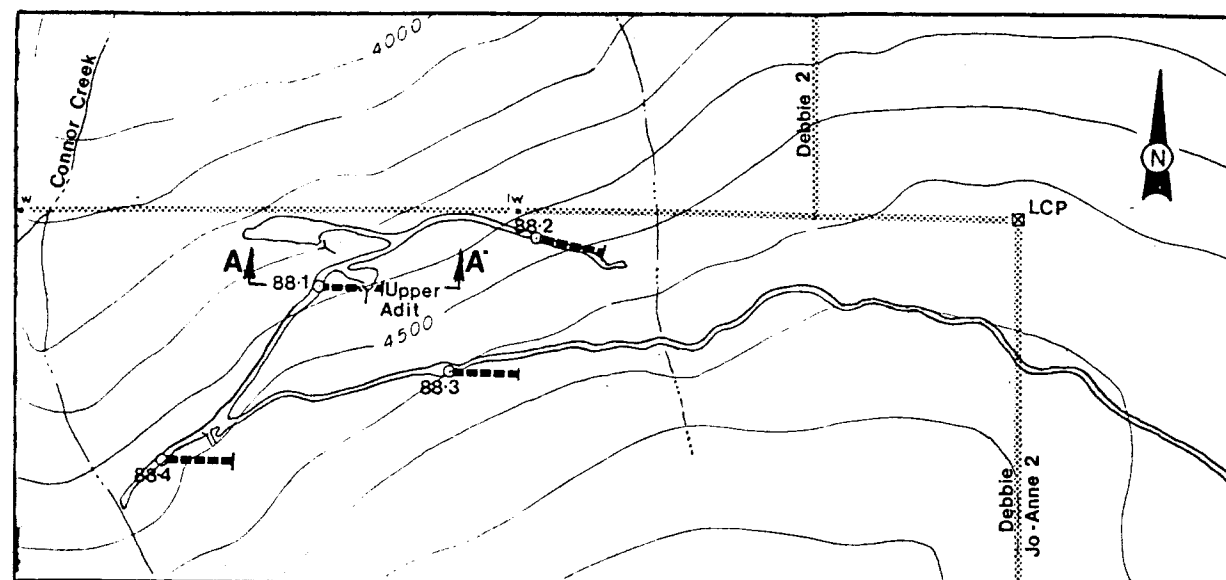 4000
Connor Creek
Debbie 2
N
w
Iw
LCP
88·2
A
A'
88·1
Upper
Adit
4500
88·3
88·4
Debbie
Jo-Anne 2